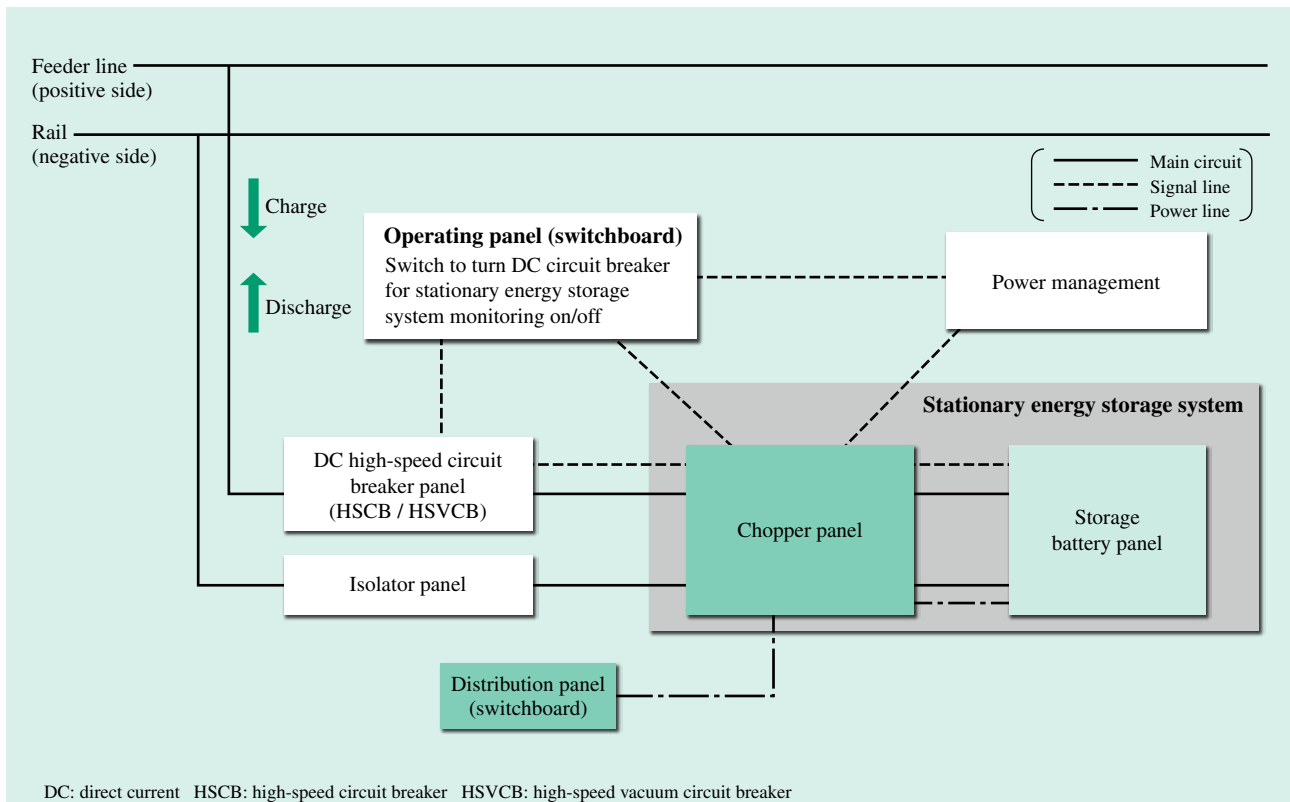 Feeder line
(positive side)
Rail
(negative side)
Main circuit
Signal line
Power line
Charge
Discharge
Operating panel (switchboard)
Switch to turn DC circuit breaker
for stationary energy storage
system monitoring on/off
Power management
Stationary energy storage system
DC high-speed circuit
breaker panel
(HSCB / HSVCB)
Chopper panel
Storage
battery panel
Isolator panel
Distribution panel
(switchboard)
DC: direct current HSCB: high-speed circuit breaker HSVCB: high-speed vacuum circuit breaker